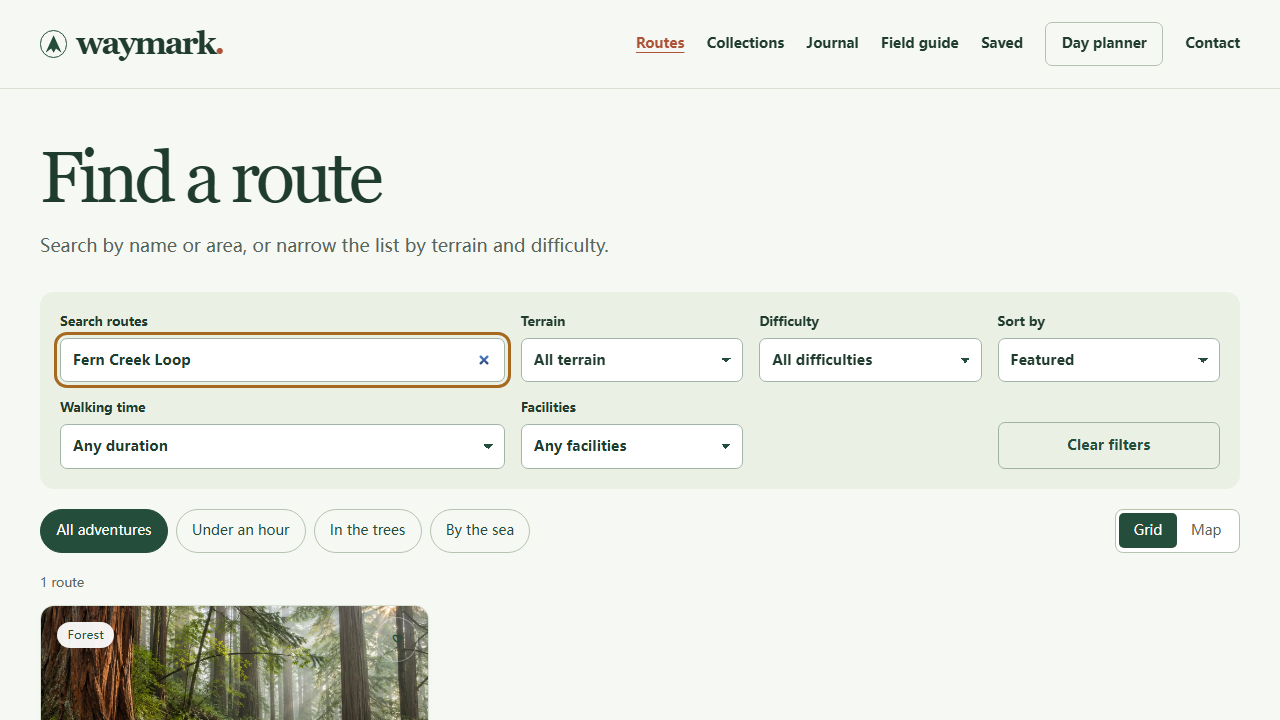 waymark.
Routes
Collections
Journal
Field guide
Saved
Day planner
Contact
Find a route
Search by name or area, or narrow the list by terrain and difficulty.
Search routes
Terrain
Difficulty
Sort by
Fern Creek Loop
All terrain
All difficulties
Featured
Walking time
Facilities
Any duration
Any facilities
Clear filters
All adventures
Under an hour
In the trees
By the sea
Grid
Map
1 route
Forest